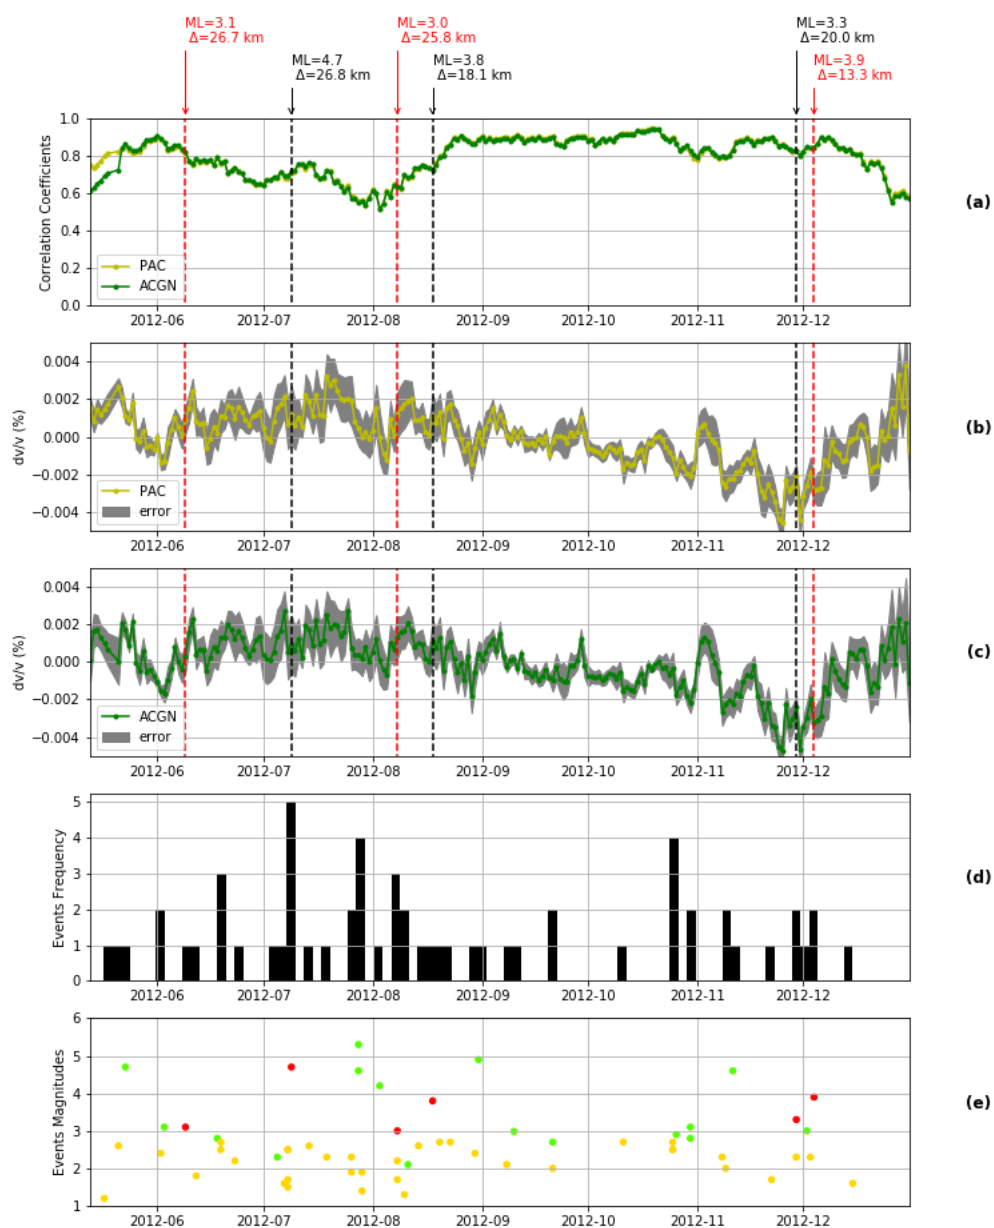 ML=3.1
Δ=26.7 km
ML=3.0
Δ=25.8 km
ML=3.3
Δ=20.0 km
ML=4.7
Δ=26.8 km
ML=3.8
Δ=18.1 km
ML=3.9
Δ=13.3 km
1.0
0.8
0.6
0.4
0.2
0.0
Correlation Coefficients
PAC
ACGN
(a)
2012-06 2012-07 2012-08 2012-09 2012-10 2012-11 2012-12
0.004
0.002
0.000
−0.002
−0.004
dv/v (%)
PAC
error
(b)
2012-06 2012-07 2012-08 2012-09 2012-10 2012-11 2012-12
0.004
0.002
0.000
−0.002
−0.004
dv/v (%)
ACGN
error
(c)
2012-06 2012-07 2012-08 2012-09 2012-10 2012-11 2012-12
5
4
3
2
1
0
Events Frequency
(d)
2012-06 2012-07 2012-08 2012-09 2012-10 2012-11 2012-12
6
5
4
3
2
1
Events Magnitudes
(e)
2012-06 2012-07 2012-08 2012-09 2012-10 2012-11 2012-12